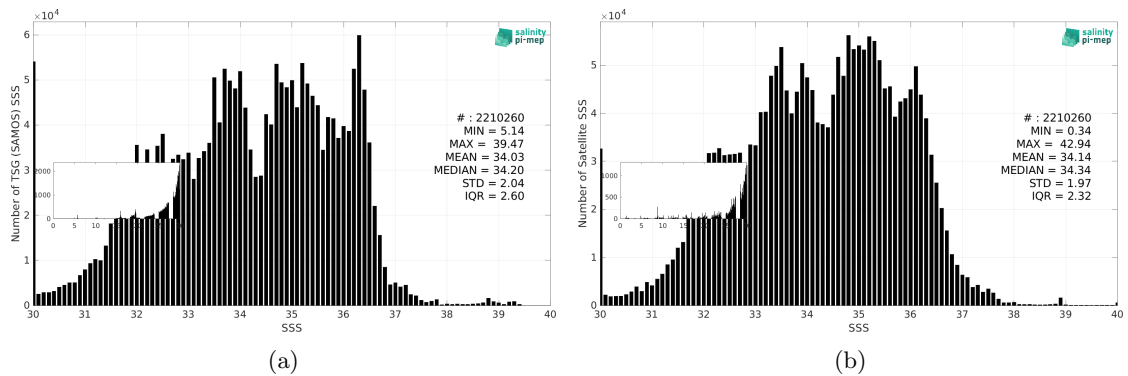 ×10⁴
salinity
pi-mep
Number of TSG (SAMOS) SSS
6
5
4
3
2
1
0
# : 2210260
MIN = 5.14
MAX = 39.47
MEAN = 34.03
MEDIAN = 34.20
STD = 2.04
IQR = 2.60
2000
1000
0
0 5 10
30 31 32 33 34 35 36 37 38 39 40
SSS
(a)
×10⁴
salinity
pi-mep
Number of Satellite SSS
5
4
3
2
1
0
# : 2210260
MIN = 0.34
MAX = 42.94
MEAN = 34.14
MEDIAN = 34.34
STD = 1.97
IQR = 2.32
1000
500
0
0 5 10
30 31 32 33 34 35 36 37 38 39 40
SSS
(b)